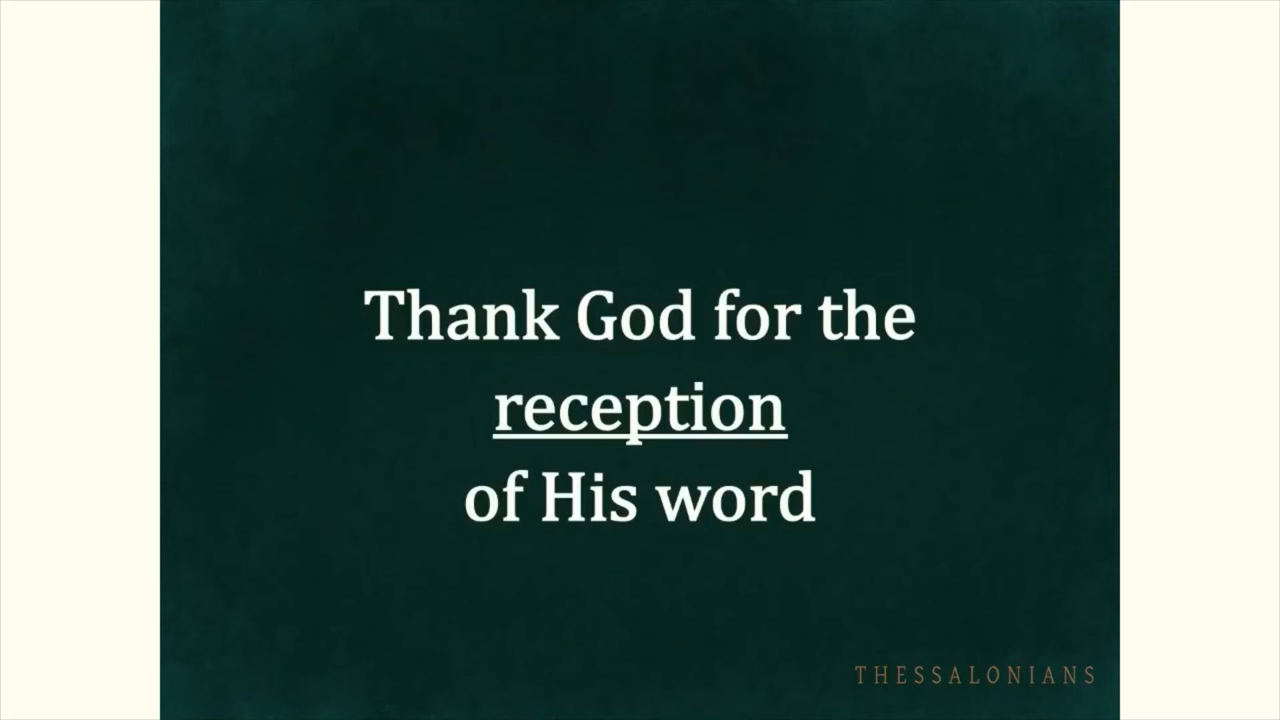 Thank God for the
reception
of His word
THESSALONIANS